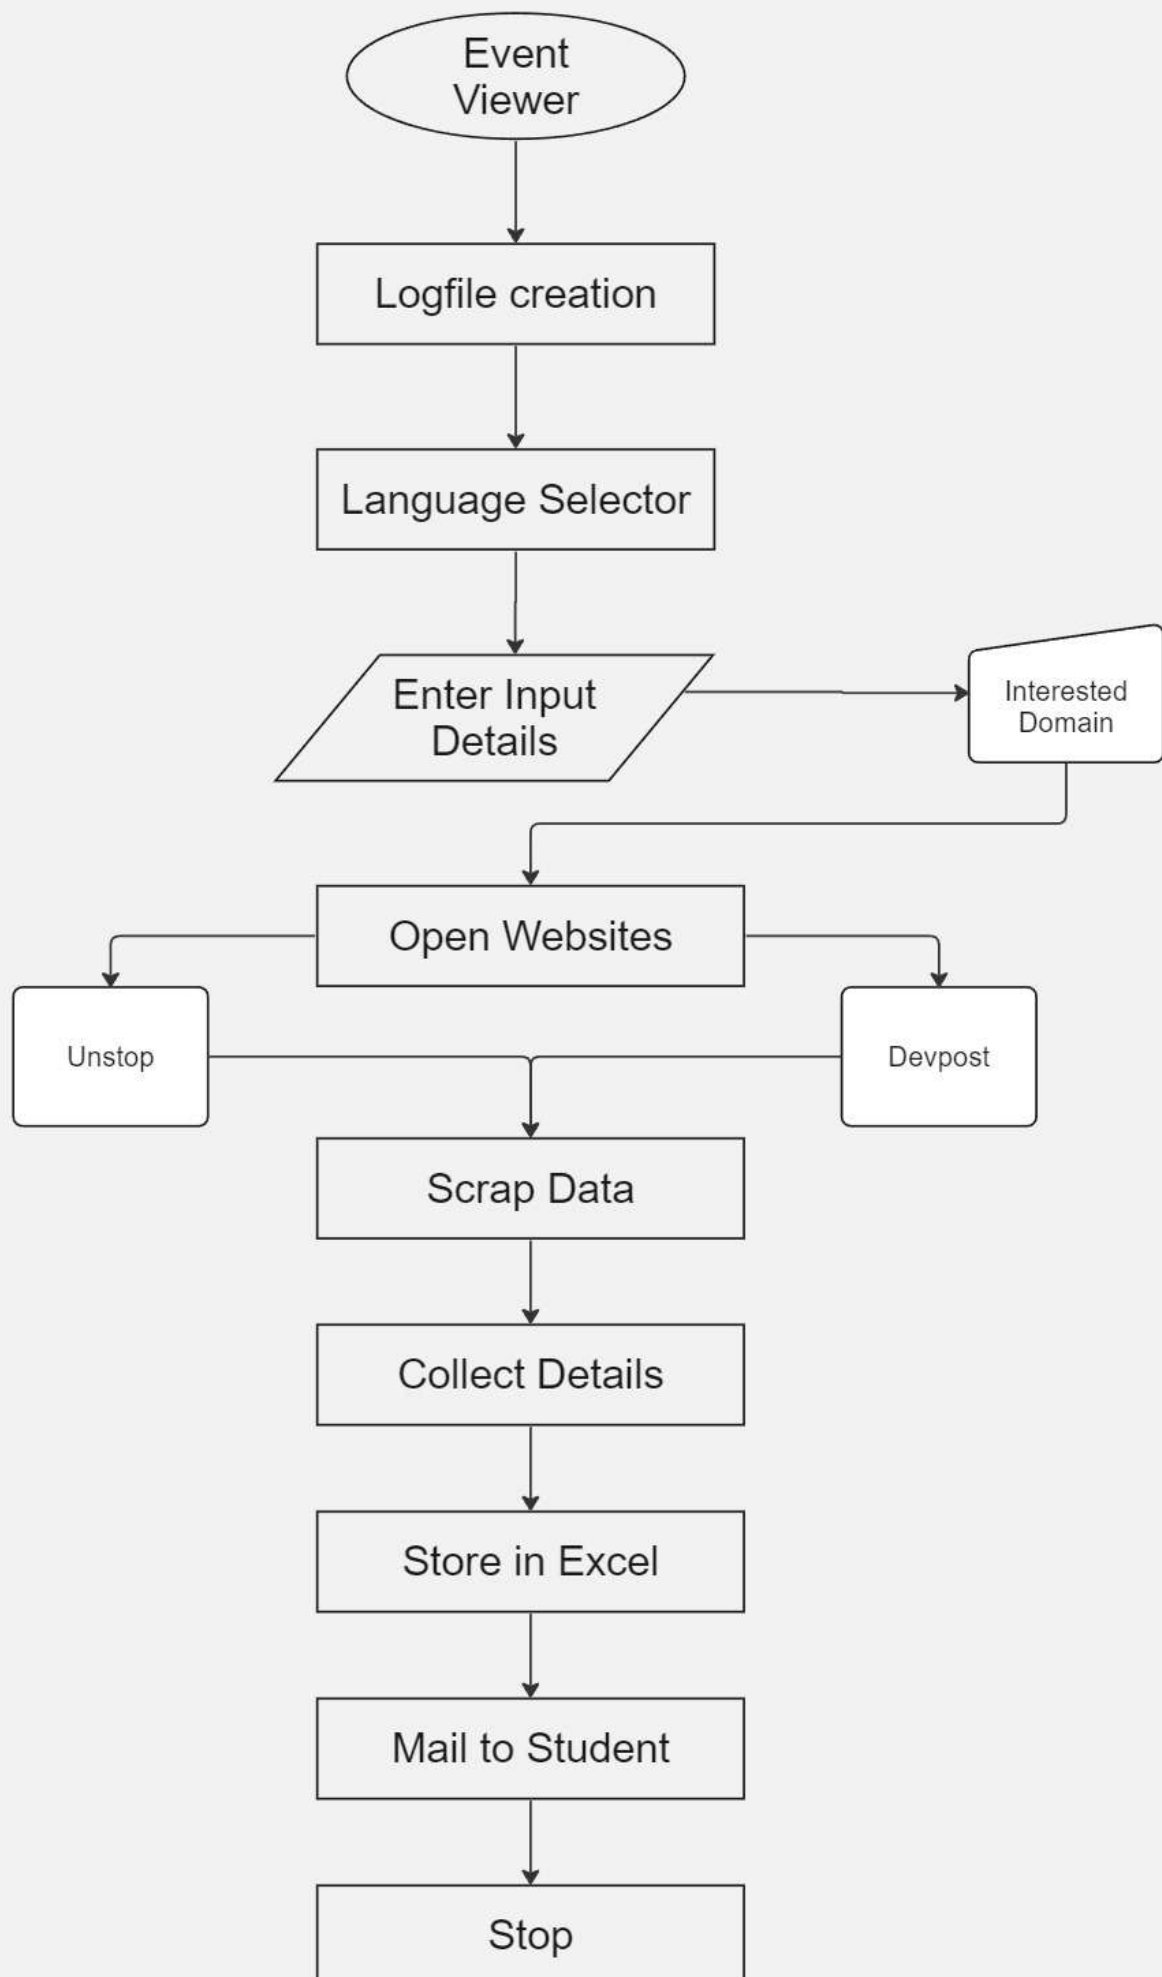 Event
Viewer
Logfile creation
Language Selector
Enter Input
Details
Interested
Domain
Open Websites
Unstop
Devpost
Scrap Data
Collect Details
Store in Excel
Mail to Student
Stop